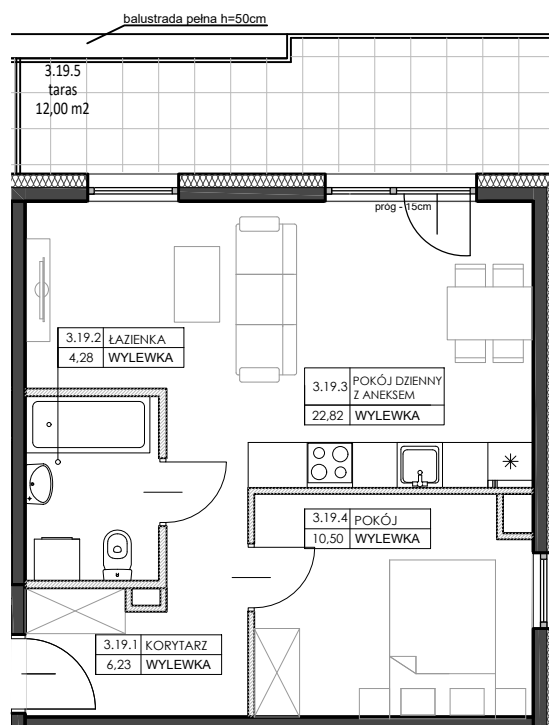 balustrada pełna h=50cm
3.19.5
taras
12,00 m2
próg - 15cm
3.19.2 ŁAZIENKA
4,28 WYLEWKA
3.19.3 POKÓJ DZIENNY
Z ANEKSEM
22,82 WYLEWKA
3.19.4 POKÓJ
10,50 WYLEWKA
3.19.1 KORYTARZ
6,23 WYLEWKA